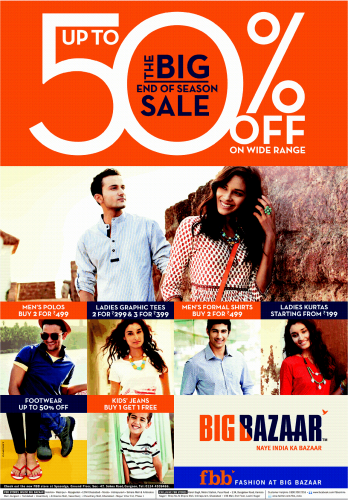 UP TO
50%
THE BIG
END OF SEASON
SALE
OFF
ON WIDE RANGE
MEN'S POLOS
BUY 2 FOR ₹499
LADIES GRAPHIC TEES
2 FOR ₹299 & 3 FOR ₹399
MEN'S FORMAL SHIRTS
BUY 2 FOR ₹499
LADIES KURTAS
STARTING FROM ₹199
FOOTWEAR
UP TO 50% OFF
KIDS' JEANS
BUY 1 GET 1 FREE
BIG BAZAAR
NAYE INDIA KA BAZAAR
fbb FASHION AT BIG BAZAAR